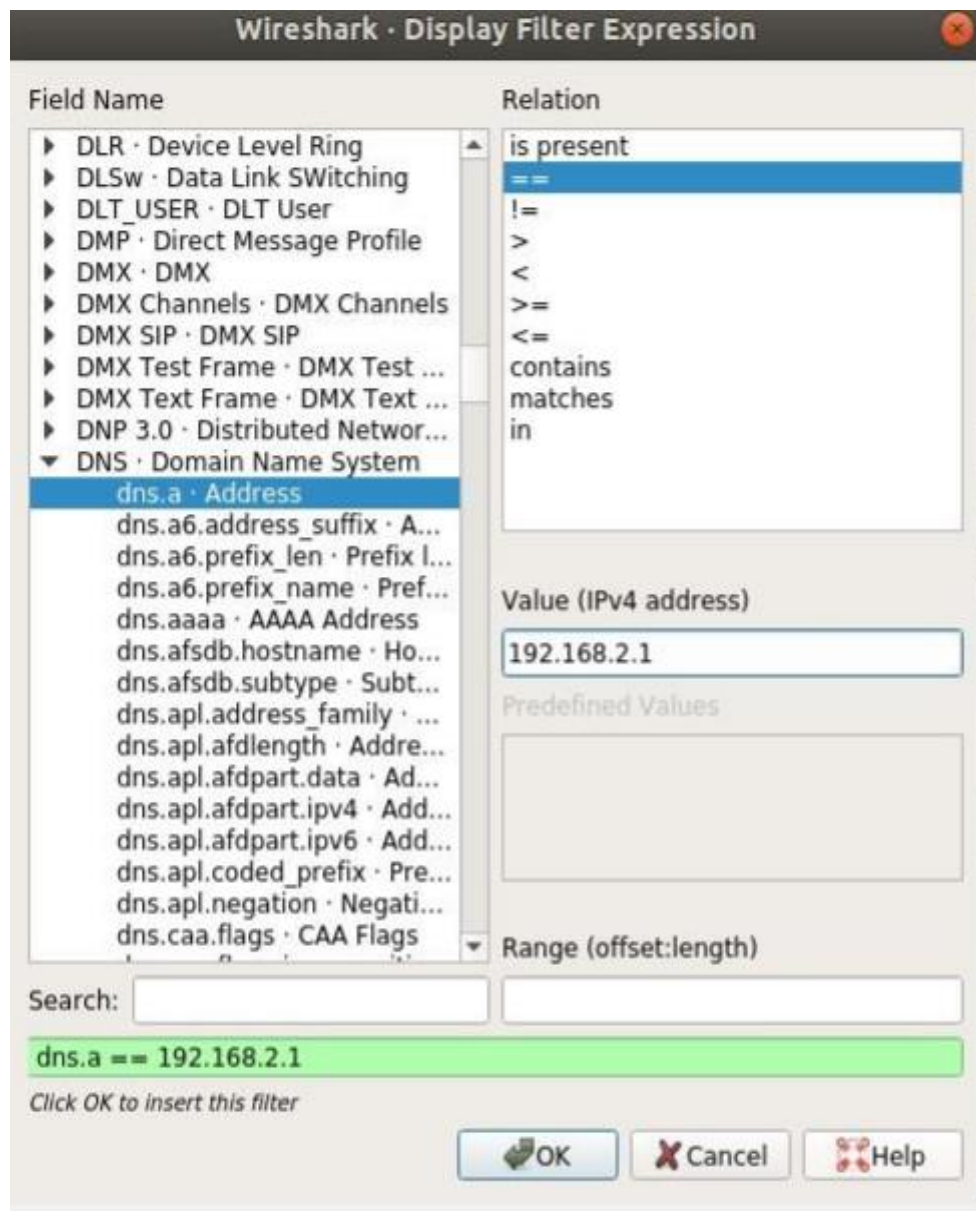 Wireshark · Display Filter Expression
Field Name
DLR · Device Level Ring
DLSw · Data Link SWitching
DLT_USER · DLT User
DMP · Direct Message Profile
DMX · DMX
DMX Channels · DMX Channels
DMX SIP · DMX SIP
DMX Test Frame · DMX Test ...
DMX Text Frame · DMX Text ...
DNP 3.0 · Distributed Networ...
DNS · Domain Name System
dns.a · Address
dns.a6.address_suffix · A...
dns.a6.prefix_len · Prefix l...
dns.a6.prefix_name · Pref...
dns.aaaa · AAAA Address
dns.afsdb.hostname · Ho...
dns.afsdb.subtype · Subt...
dns.apl.address_family · ...
dns.apl.afdlength · Addre...
dns.apl.afdpart.data · Ad...
dns.apl.afdpart.ipv4 · Add...
dns.apl.afdpart.ipv6 · Add...
dns.apl.coded_prefix · Pre...
dns.apl.negation · Negati...
dns.caa.flags · CAA Flags
Relation
is present
==
!=
>
<
>=
<=
contains
matches
in
Value (IPv4 address)
192.168.2.1
Predefined Values
Range (offset:length)
Search:
dns.a == 192.168.2.1
Click OK to insert this filter
OK
Cancel
Help